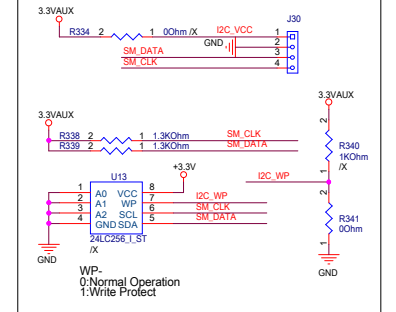 3.3VAUX
J30
R334 2 1 0Ohm /X I2C_VCC 1
GND 2
SM_DATA 3
SM_CLK 4
3.3VAUX
3.3VAUX
R338 2 1 1.3KOhm SM_CLK
R339 2 1 1.3KOhm SM_DATA
2
R340
1KOhm
/X
1
+3.3V
I2C_WP
U13
1 A0 VCC 8
2 A1 WP 7 I2C_WP
3 A2 SCL 6 SM_CLK
4 GND SDA 5 SM_DATA
24LC256_I_ST
/X
2
R341
0Ohm
1
GND
GND
WP-
0:Normal Operation
1:Write Protect